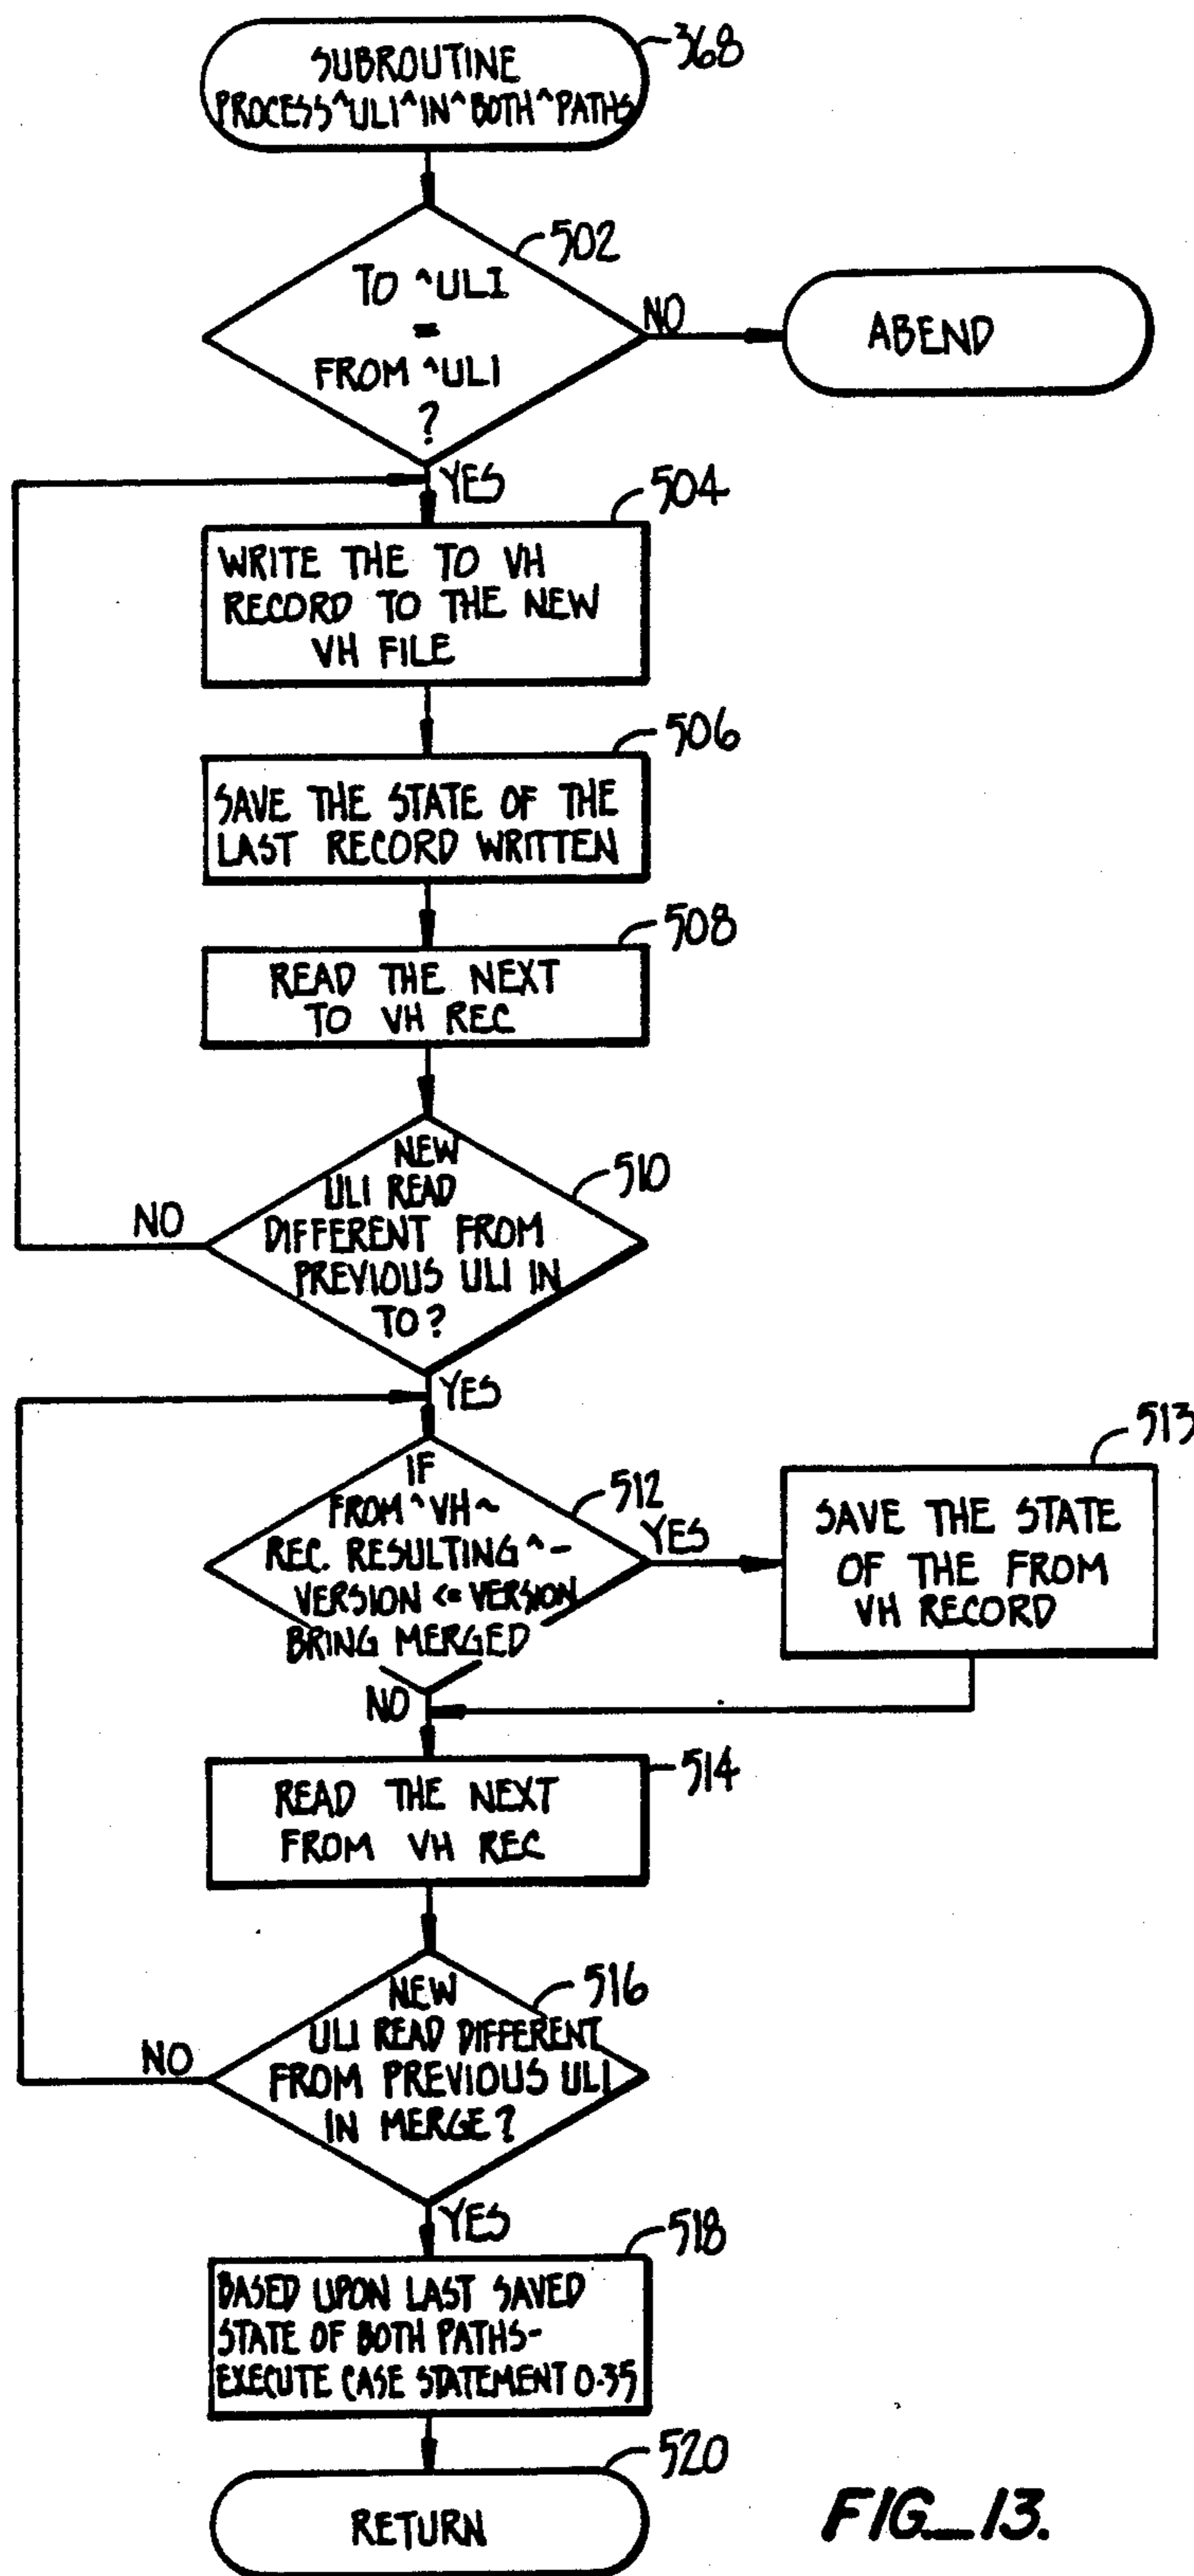 SUBROUTINE
PROCESS^ULI^IN^BOTH^PATHS
368
502
TO ^ULI
=
FROM ^ULI
?
NO
ABEND
YES
504
WRITE THE TO VH
RECORD TO THE NEW
VH FILE
506
SAVE THE STATE OF THE
LAST RECORD WRITTEN
508
READ THE NEXT
TO VH REC
NEW
ULI READ
DIFFERENT FROM
PREVIOUS ULI IN
TO?
510
NO
YES
IF
FROM ^VH~
REC. RESULTING ^-
VERSION <= VERSION
BRING MERGED
512
YES
513
SAVE THE STATE
OF THE FROM
VH RECORD
NO
514
READ THE NEXT
FROM VH REC
NEW
ULI READ DIFFERENT
FROM PREVIOUS ULI
IN MERGE?
516
NO
YES
518
BASED UPON LAST SAVED
STATE OF BOTH PATHS-
EXECUTE CASE STATEMENT 0.35
520
RETURN
FIG._13.